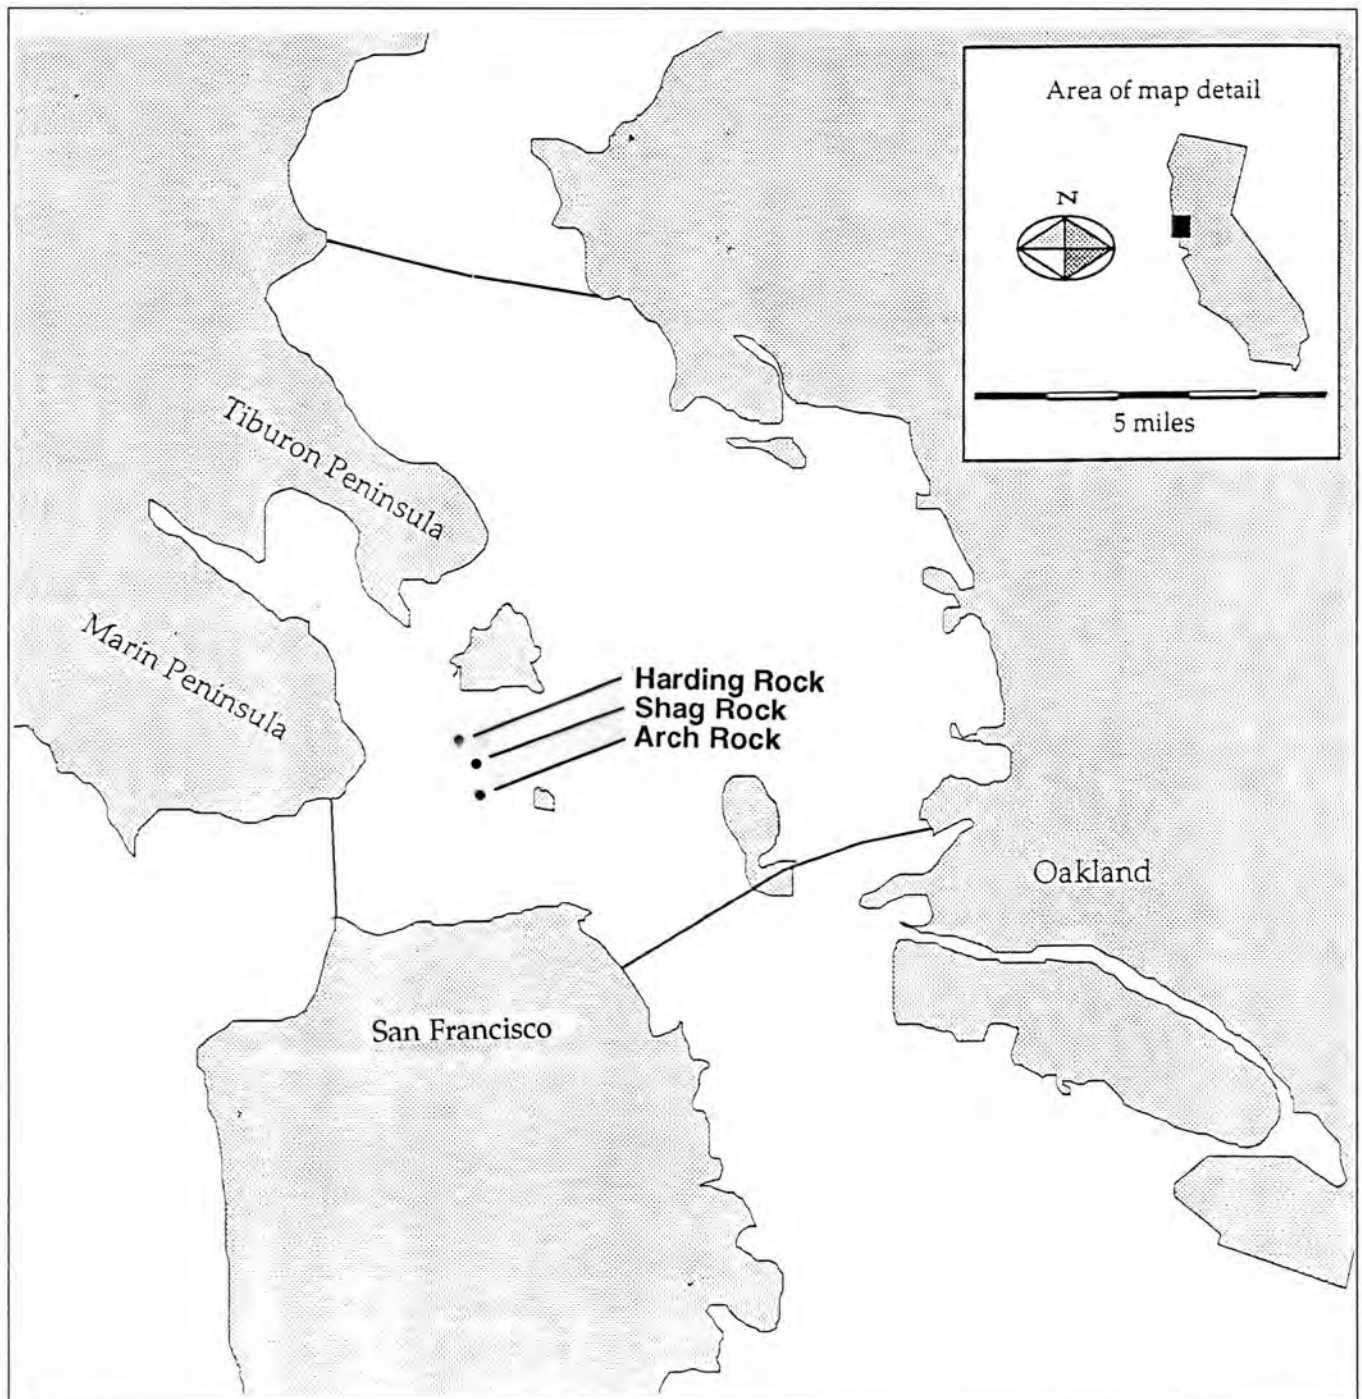 Area of map detail
N
5 miles
Tiburon Peninsula
Marin Peninsula
Harding Rock
Shag Rock
Arch Rock
Oakland
San Francisco